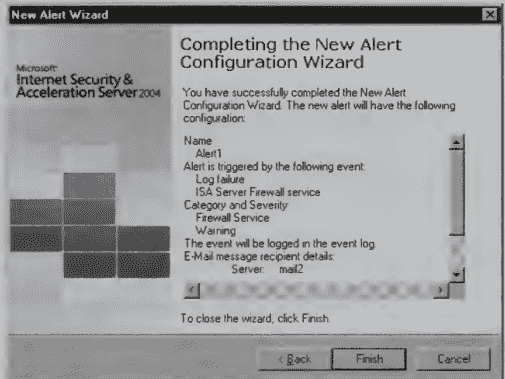 New Alert Wizard
Microsoft
Internet Security &
Acceleration Server 2004
Completing the New Alert
Configuration Wizard
You have successfully completed the New Alert
Configuration Wizard. The new alert will have the following
configuration:
Name
Alert1
Alert is triggered by the following event:
Log failure
ISA Server Firewall service
Category and Severity
Firewall Service
Warning
The event will be logged in the event log.
E-Mail message recipient details:
Server: mail2
To close the wizard, click Finish.
< Back
Finish
Cancel